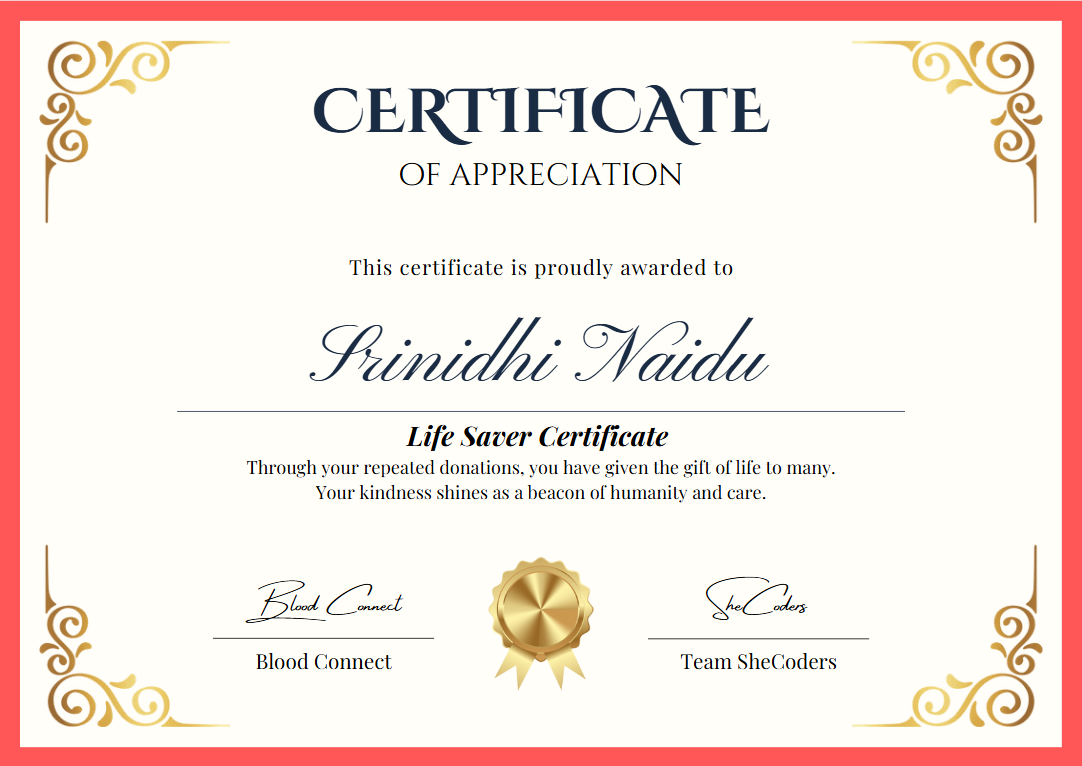 CERTIFICATE
OF APPRECIATION
This certificate is proudly awarded to
Srinidhi Naidu
Life Saver Certificate
Through your repeated donations, you have given the gift of life to many.
Your kindness shines as a beacon of humanity and care.
Blood Connect
SheCoders
Blood Connect
Team SheCoders